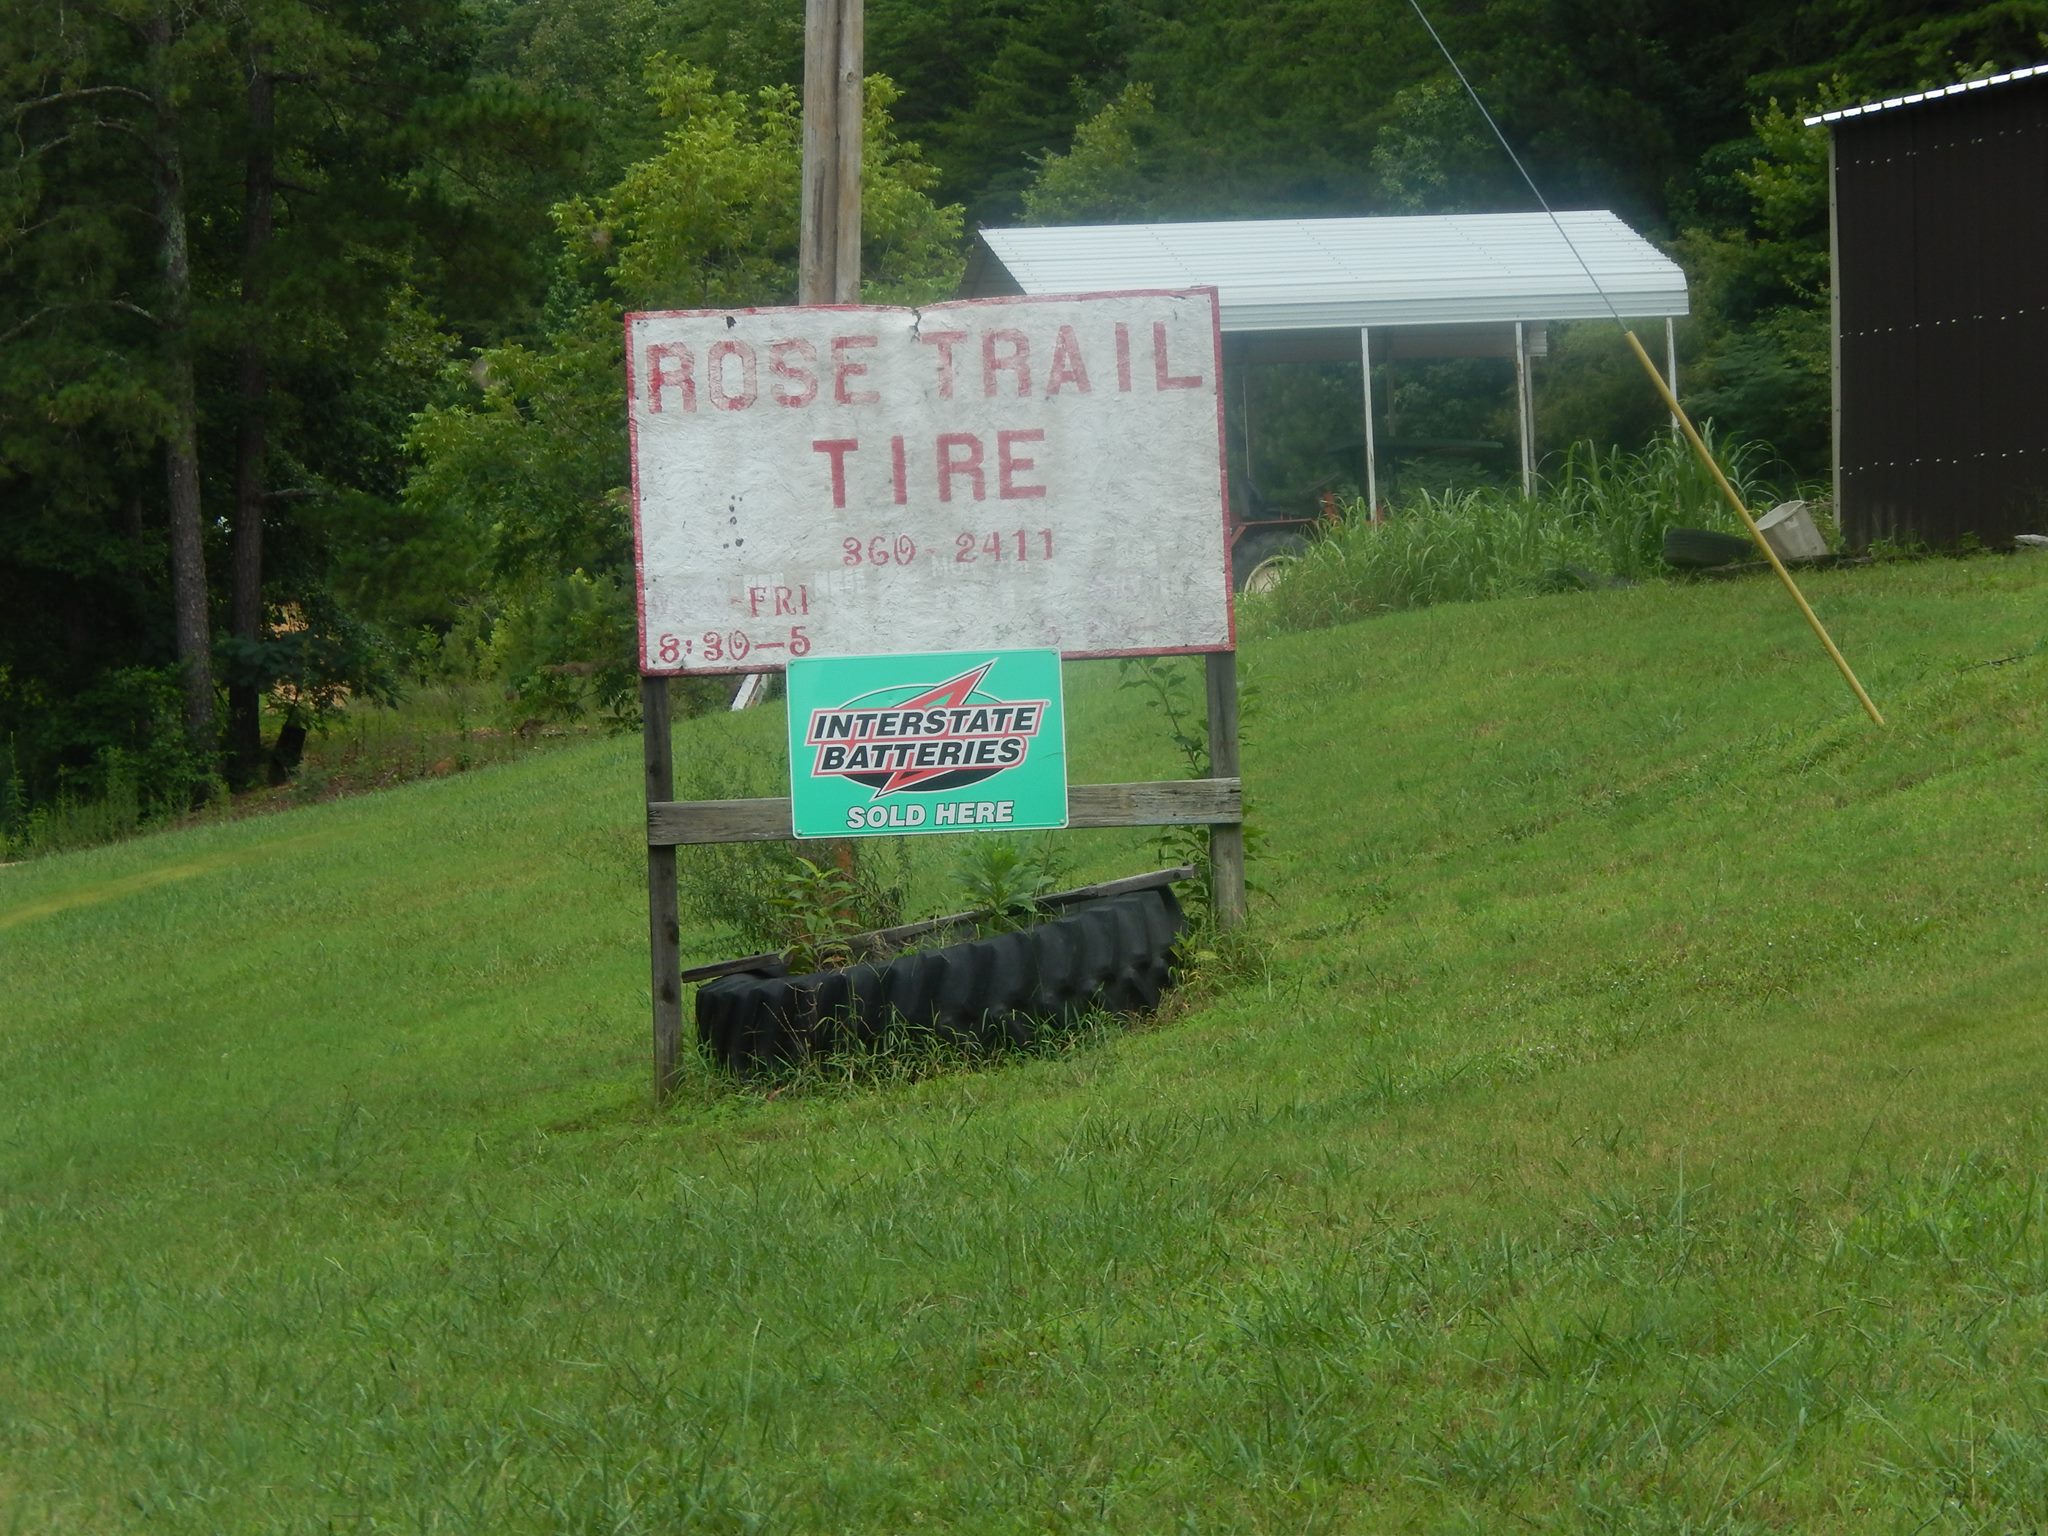 ROSE TRAIL
TIRE
360-2411
-FRI
8:30-5
INTERSTATE
BATTERIES
SOLD HERE